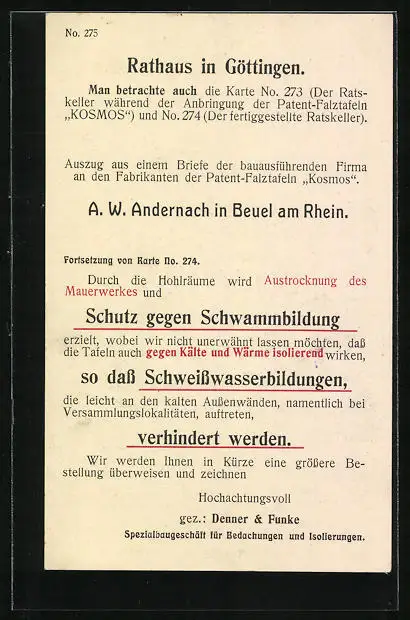 No. 275
Rathaus in Göttingen.
Man betrachte auch die Karte No. 273 (Der Rats-
keller während der Anbringung der Patent-Falztafeln
„KOSMOS“) und No. 274 (Der fertiggestellte Ratskeller).
Auszug aus einem Briefe der bauausführenden Firma
an den Fabrikanten der Patent-Falztafeln „Kosmos“.
A. W. Andernach in Beuel am Rhein.
Fortsetzung von Karte No. 274.
Durch die Hohlräume wird Austrocknung des
Mauerwerkes und
Schutz gegen Schwammbildung
erzielt, wobei wir nicht unerwähnt lassen möchten, daß
die Tafeln auch gegen Kälte und Wärme isolierend wirken,
so daß Schweißwasserbildungen,
die leicht an den kalten Außenwänden, namentlich bei
Versammlungslokalitäten, auftreten,
verhindert werden.
Wir werden Ihnen in Kürze eine größere Be-
stellung überweisen und zeichnen
Hochachtungsvoll
gez.: Denner & Funke
Spezialbaugeschäft für Bedachungen und Isolierungen.